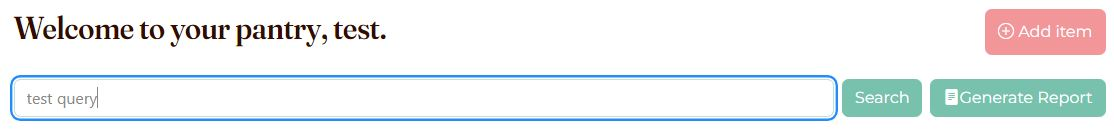 Welcome to your pantry, test.
Add item
test query
Search
Generate Report